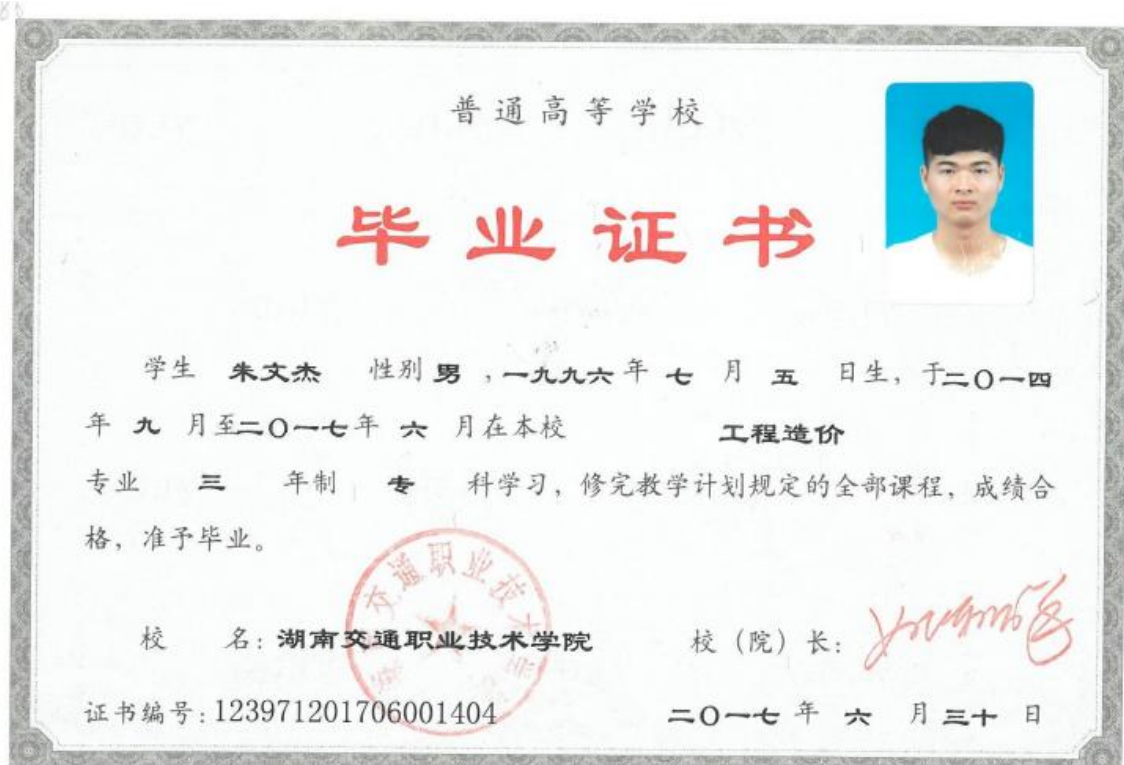 普通高等学校
毕业证书
学生 朱文杰 性别 男 ,一九九六 年 七 月 五 日生，于二〇一四
年 九 月至二〇一七年 六 月在本校 工程造价
专业 三 年制 专 科学习，修完教学计划规定的全部课程，成绩合
格，准予毕业。
校 名：湖南交通职业技术学院 校（院）长：
证书编号：123971201706001404 二〇一七 年 六 月 三十 日